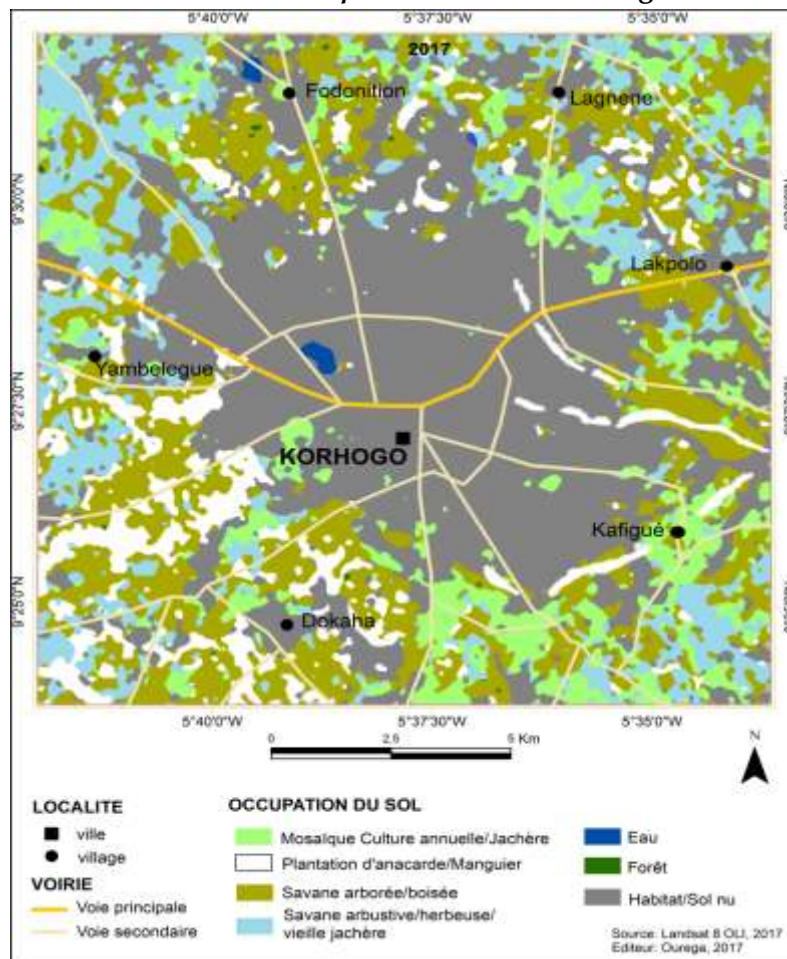 5°40'0"W 5°37'30"W 5°35'0"W
2017
Fodonition
Lagnene
9°30'0"N
Lakpolo
Yambelegue
9°27'30"N
KORHOGO
Kafigué
9°25'0"N
Dokaha
5°40'0"W 5°37'30"W 5°35'0"W
0 2.5 5 Km
N
LOCALITE
ville
village
VOIRIE
Voie principale
Voie secondaire
OCCUPATION DU SOL
Mosaïque Culture annuelle/Jachère
Plantation d'anacarde/Manguier
Savane arborée/boisée
Savane arbustive/herbeuse/
vieille jachère
Eau
Forêt
Habitat/Sol nu
Source: Landsat 8 OLI, 2017
Editeur: Ourega, 2017